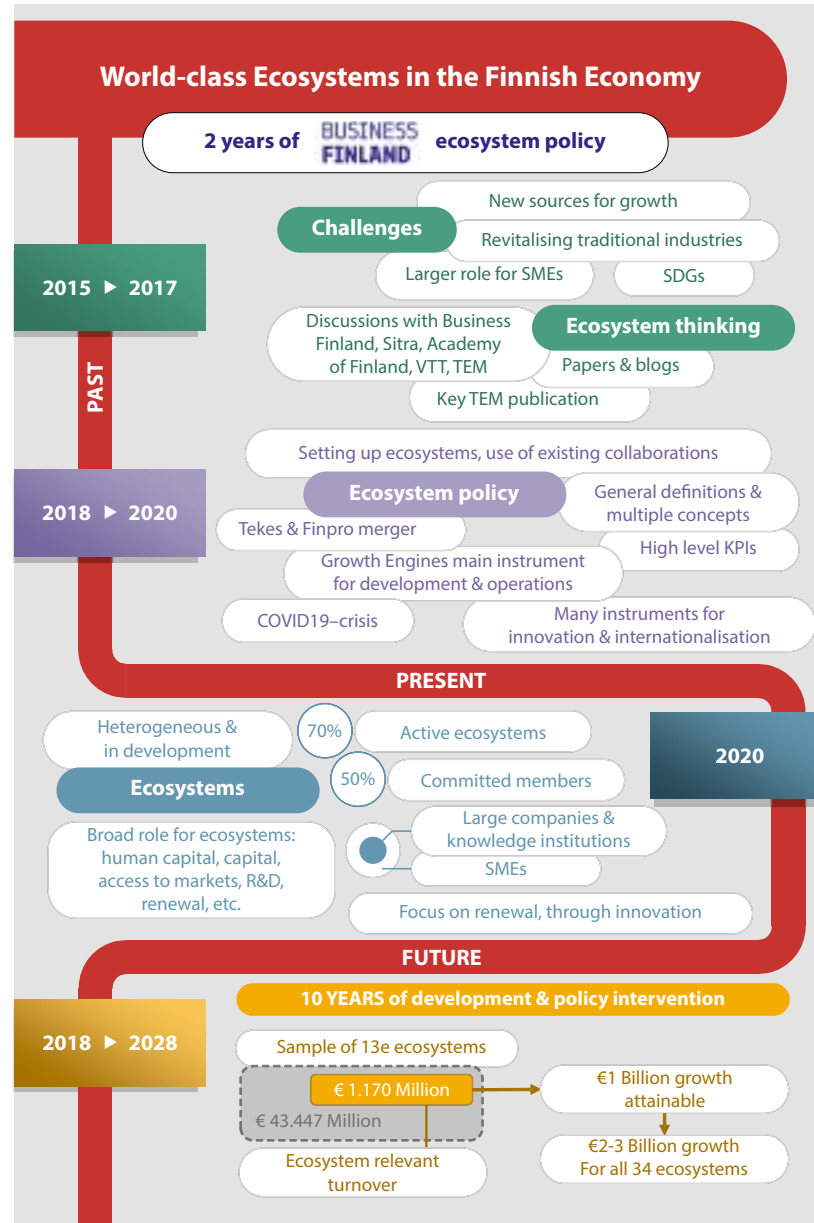 World-class Ecosystems in the Finnish Economy
2 years of BUSINESS FINLAND ecosystem policy
2015 ▶ 2017
Challenges
New sources for growth
Revitalising traditional industries
Larger role for SMEs
SDGs
Discussions with Business
Finland, Sitra, Academy
of Finland, VTT, TEM
Ecosystem thinking
Papers & blogs
Key TEM publication
PAST
2018 ▶ 2020
Setting up ecosystems, use of existing collaborations
Ecosystem policy
General definitions &
multiple concepts
Tekes & Finpro merger
High level KPIs
Growth Engines main instrument
for development & operations
COVID19–crisis
Many instruments for
innovation & internationalisation
PRESENT
2020
Heterogeneous &
in development
70%
Active ecosystems
50%
Committed members
Ecosystems
Large companies &
knowledge institutions
SMEs
Broad role for ecosystems:
human capital, capital,
access to markets, R&D,
renewal, etc.
Focus on renewal, through innovation
FUTURE
2018 ▶ 2028
10 YEARS of development & policy intervention
Sample of 13e ecosystems
€ 1.170 Million
€ 43.447 Million
Ecosystem relevant
turnover
€1 Billion growth
attainable
€2-3 Billion growth
For all 34 ecosystems